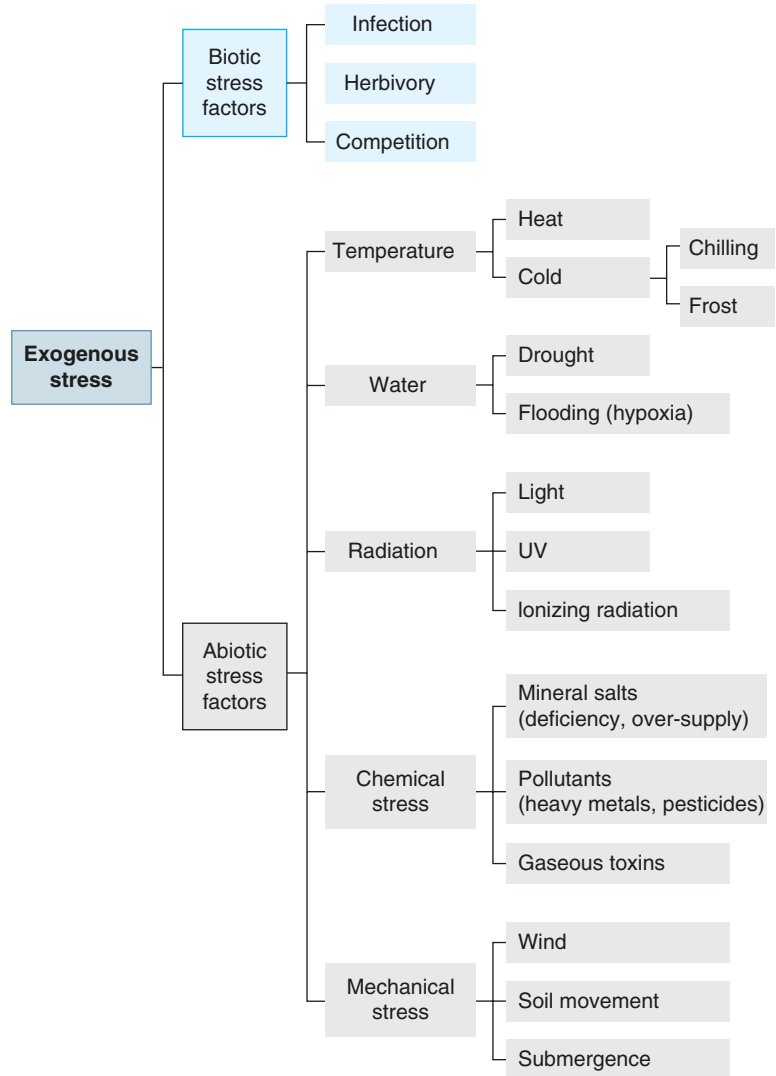 Exogenous
stress
Biotic
stress
factors
Infection
Herbivory
Competition
Abiotic
stress
factors
Temperature
Heat
Cold
Chilling
Frost
Water
Drought
Flooding (hypoxia)
Radiation
Light
UV
Ionizing radiation
Chemical
stress
Mineral salts
(deficiency, over-supply)
Pollutants
(heavy metals, pesticides)
Gaseous toxins
Mechanical
stress
Wind
Soil movement
Submergence